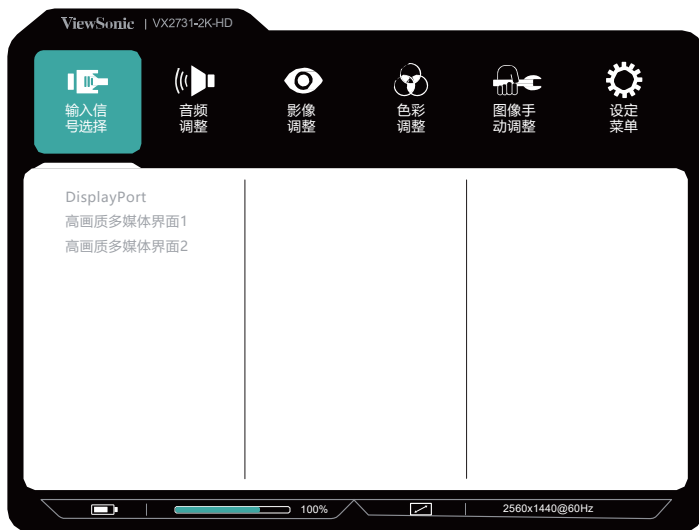 ViewSonic | VX2731-2K-HD
输入信
号选择
音频
调整
影像
调整
色彩
调整
图像手
动调整
设定
菜单
DisplayPort
高画质多媒体界面1
高画质多媒体界面2
100%
2560x1440@60Hz